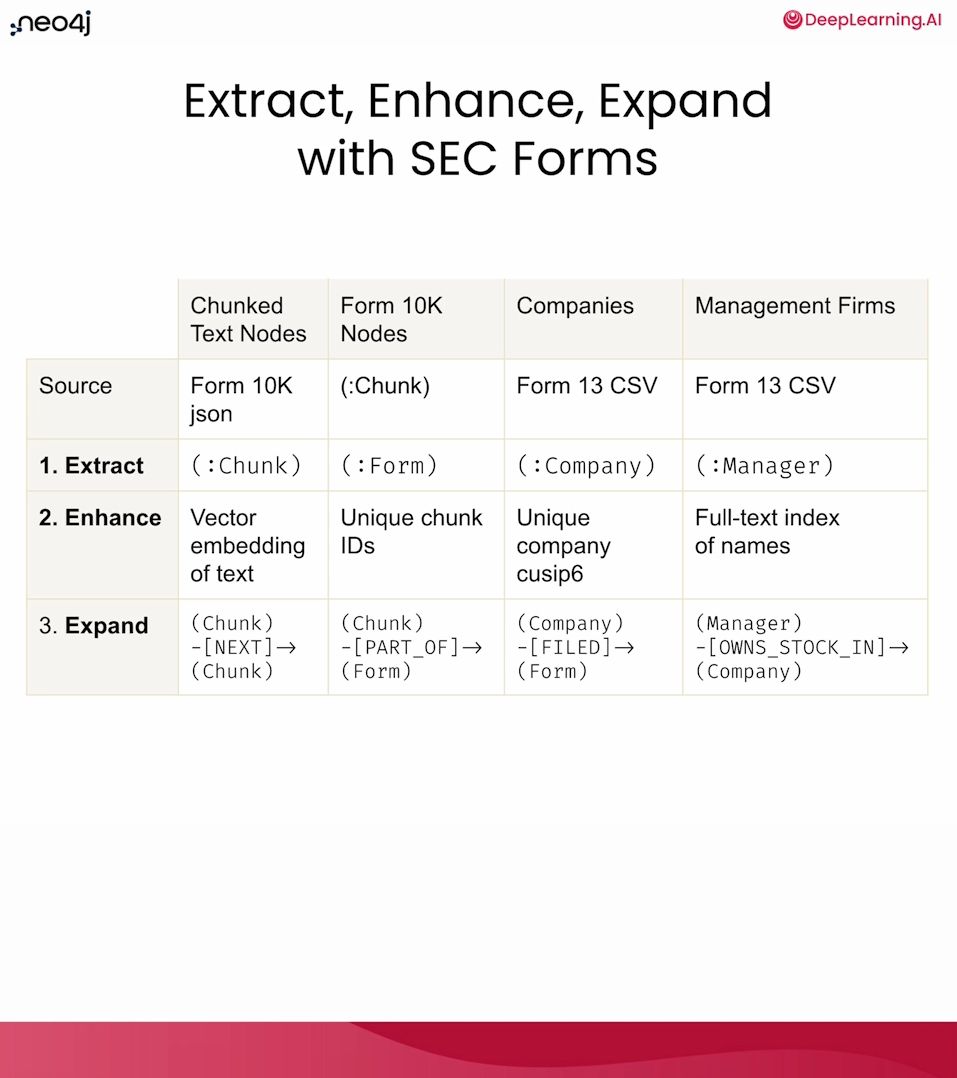 neo4j
DeepLearning.AI
Extract, Enhance, Expand
with SEC Forms
Chunked
Text Nodes
Form 10K
Nodes
Companies
Management Firms
Source
Form 10K
json
(:Chunk)
Form 13 CSV
Form 13 CSV
1. Extract
(:Chunk)
(:Form)
(:Company)
(:Manager)
2. Enhance
Vector
embedding
of text
Unique chunk
IDs
Unique
company
cusip6
Full-text index
of names
3. Expand
(Chunk)
-[NEXT]→
(Chunk)
(Chunk)
-[PART_OF]→
(Form)
(Company)
-[FILED]→
(Form)
(Manager)
-[OWNS_STOCK_IN]→
(Company)